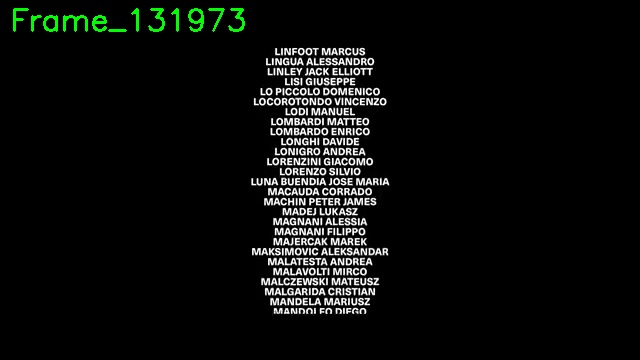 Frame_131973
LINFOOT MARCUS
LINGUA ALESSANDRO
LINLEY JACK ELLIOTT
LISI GIUSEPPE
LO PICCOLO DOMENICO
LOCOROTONDO VINCENZO
LODI MANUEL
LOMBARDI MATTEO
LOMBARDO ENRICO
LONGHI DAVIDE
LONIGRO ANDREA
LORENZINI GIACOMO
LORENZO SILVIO
LUNA BUENDIA JOSE MARIA
MACAUDA CORRADO
MACHIN PETER JAMES
MADEJ LUKASZ
MAGNANI ALESSIA
MAGNANI FILIPPO
MAJERCAK MAREK
MAKSIMOVIC ALEKSANDAR
MALATESTA ANDREA
MALAVOLTI MIRCO
MALCZEWSKI MATEUSZ
MALGARIDA CRISTIAN
MANDELA MARIUSZ
MANDOLFO DIEGO